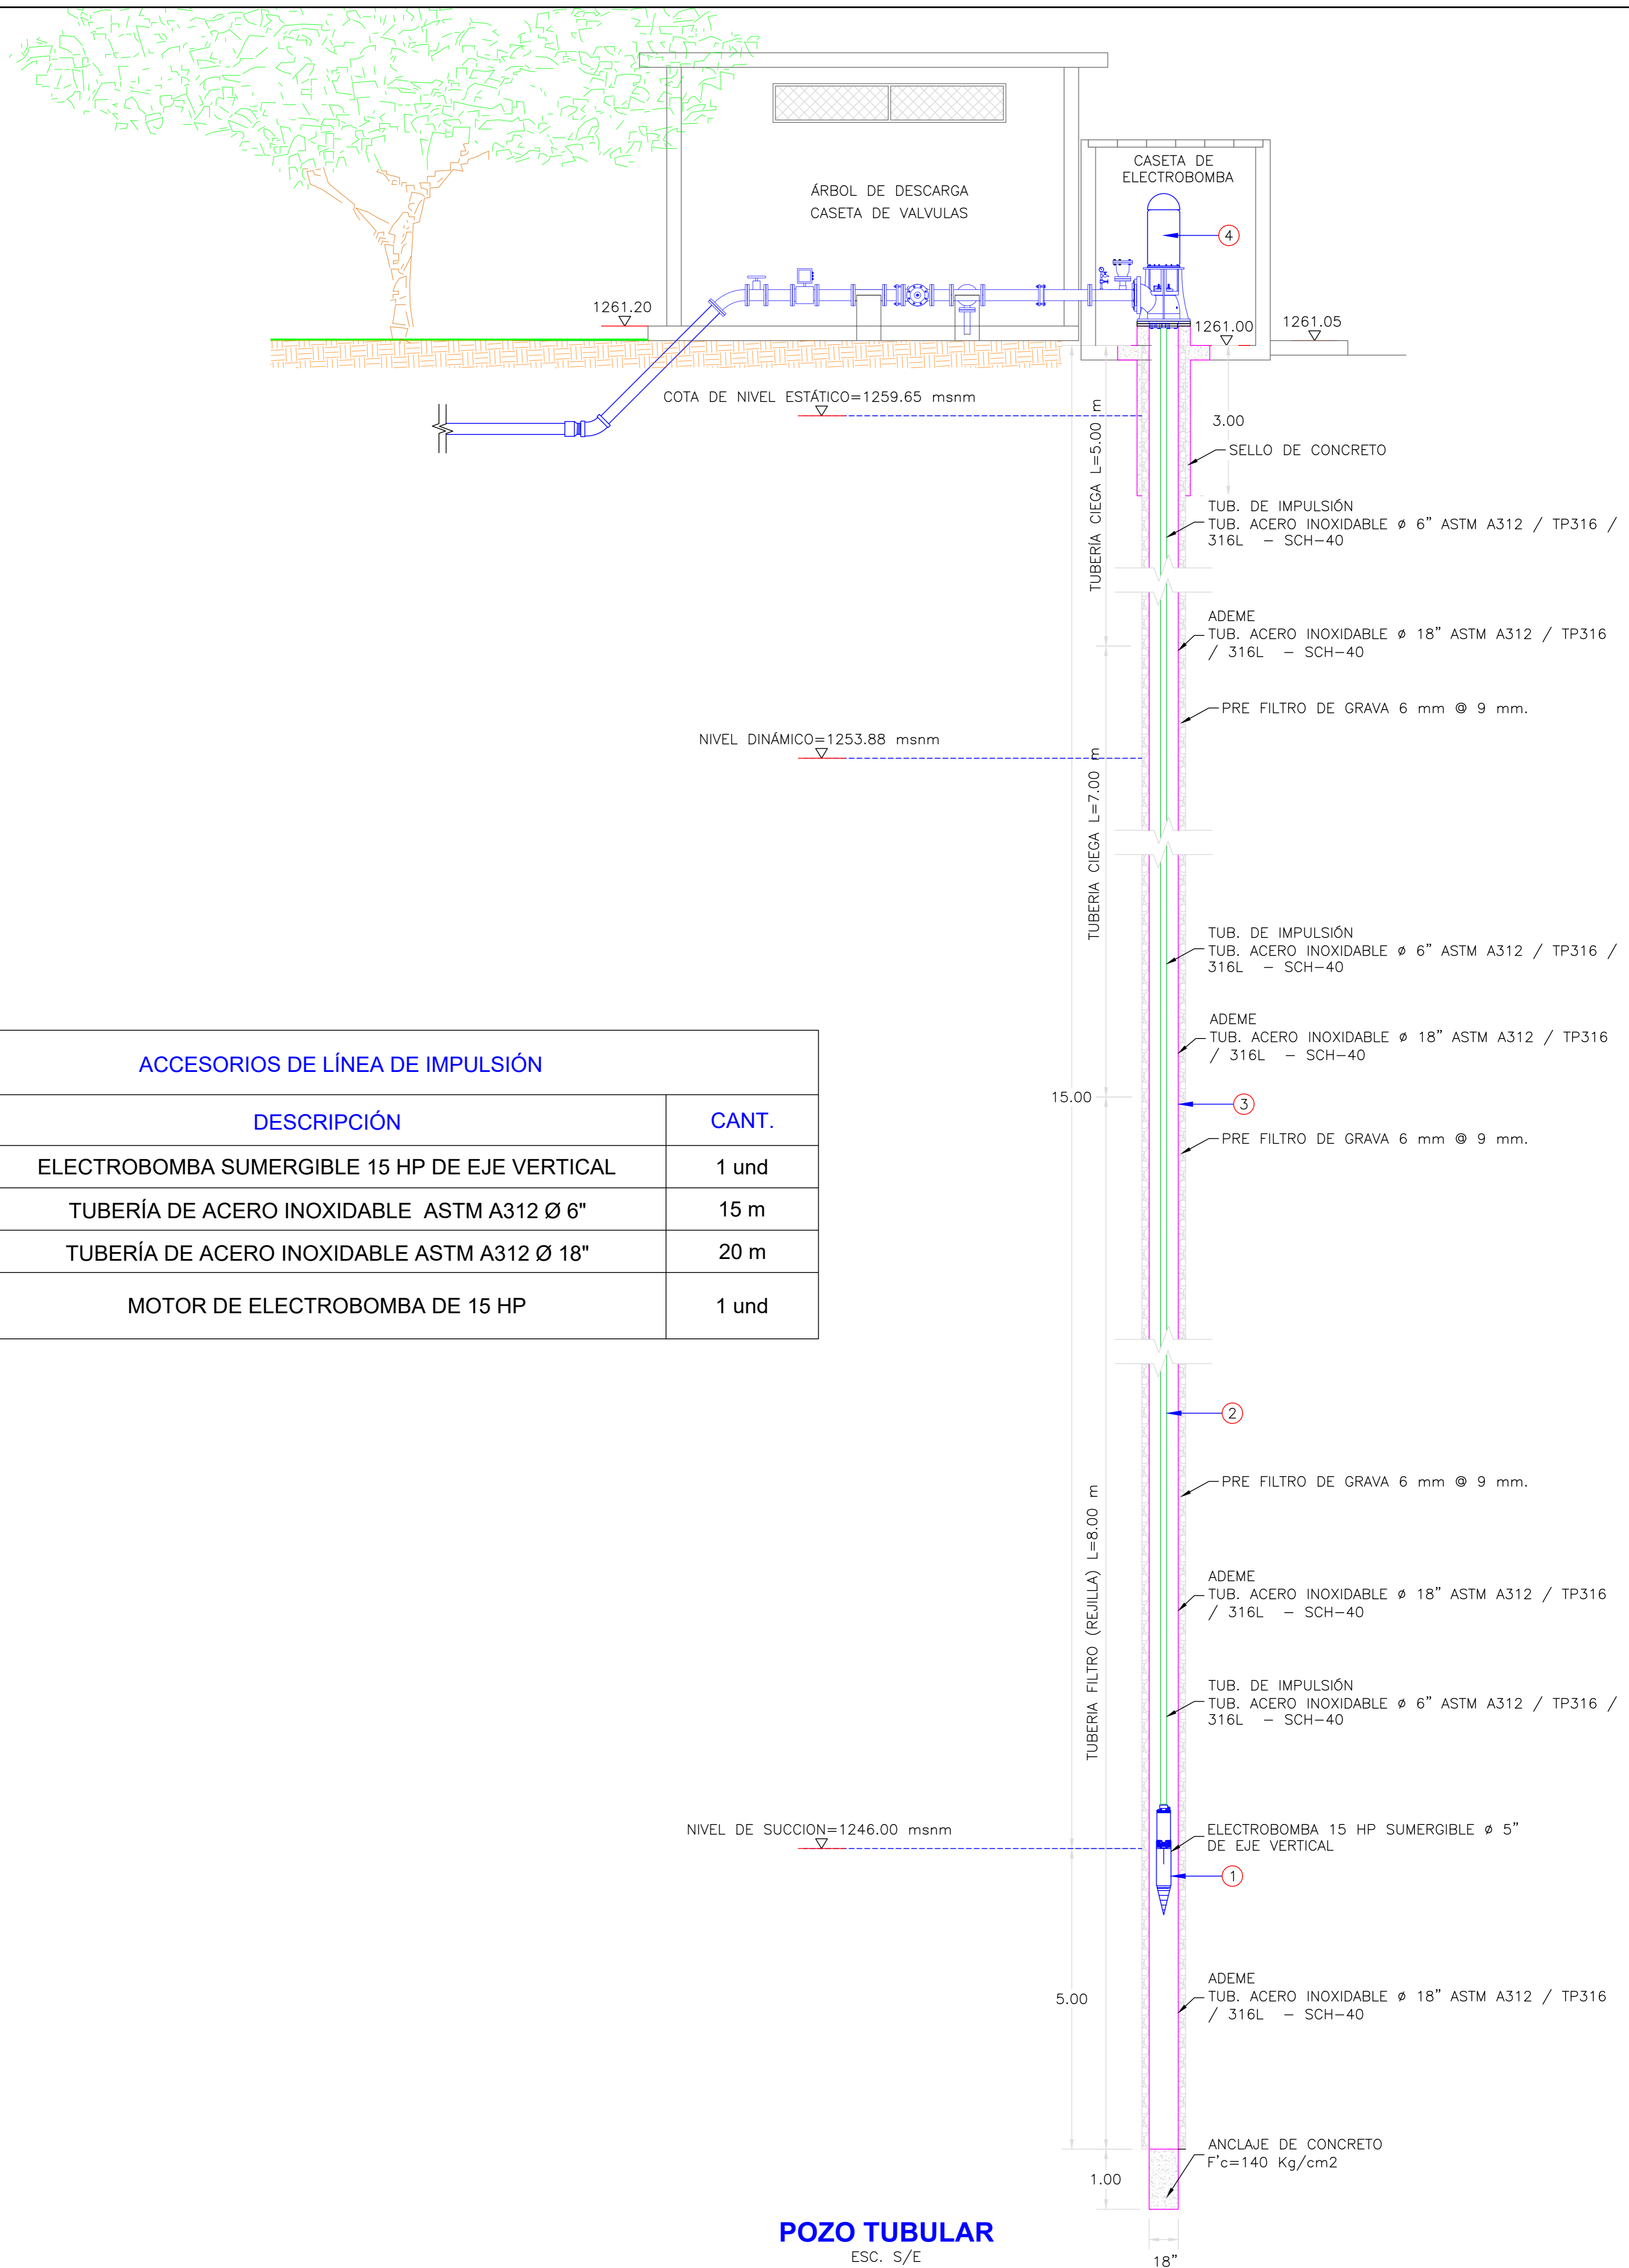 CASETA DE
ELECTROBOMBA
ÁRBOL DE DESCARGA
CASETA DE VALVULAS
4
1261.20
1261.00
1261.05
COTA DE NIVEL ESTÁTICO=1259.65 msnm
3.00
SELLO DE CONCRETO
TUBERÍA CIEGA L=5.00 m
TUB. DE IMPULSIÓN
TUB. ACERO INOXIDABLE ø 6" ASTM A312 / TP316 /
316L – SCH-40
ADEME
TUB. ACERO INOXIDABLE ø 18" ASTM A312 / TP316
/ 316L – SCH-40
PRE FILTRO DE GRAVA 6 mm @ 9 mm.
NIVEL DINÁMICO=1253.88 msnm
TUBERIA CIEGA L=7.00 m
TUB. DE IMPULSIÓN
TUB. ACERO INOXIDABLE ø 6" ASTM A312 / TP316 /
316L – SCH-40
ADEME
TUB. ACERO INOXIDABLE ø 18" ASTM A312 / TP316
/ 316L – SCH-40
15.00
3
PRE FILTRO DE GRAVA 6 mm @ 9 mm.
ACCESORIOS DE LÍNEA DE IMPULSIÓN
DESCRIPCIÓN CANT.
ELECTROBOMBA SUMERGIBLE 15 HP DE EJE VERTICAL 1 und
TUBERÍA DE ACERO INOXIDABLE ASTM A312 Ø 6" 15 m
TUBERÍA DE ACERO INOXIDABLE ASTM A312 Ø 18" 20 m
MOTOR DE ELECTROBOMBA DE 15 HP 1 und
2
PRE FILTRO DE GRAVA 6 mm @ 9 mm.
TUBERIA FILTRO (REJILLA) L=8.00 m
ADEME
TUB. ACERO INOXIDABLE ø 18" ASTM A312 / TP316
/ 316L – SCH-40
TUB. DE IMPULSIÓN
TUB. ACERO INOXIDABLE ø 6" ASTM A312 / TP316 /
316L – SCH-40
NIVEL DE SUCCION=1246.00 msnm
ELECTROBOMBA 15 HP SUMERGIBLE ø 5"
DE EJE VERTICAL
1
5.00
ADEME
TUB. ACERO INOXIDABLE ø 18" ASTM A312 / TP316
/ 316L – SCH-40
ANCLAJE DE CONCRETO
F'c=140 Kg/cm2
1.00
18"
POZO TUBULAR
ESC. S/E